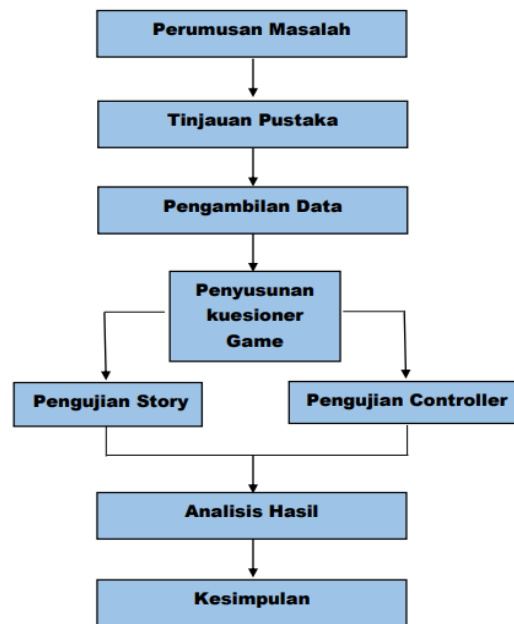 Perumusan Masalah
Tinjauan Pustaka
Pengambilan Data
Penyusunan
kuesioner
Game
Pengujian Story
Pengujian Controller
Analisis Hasil
Kesimpulan